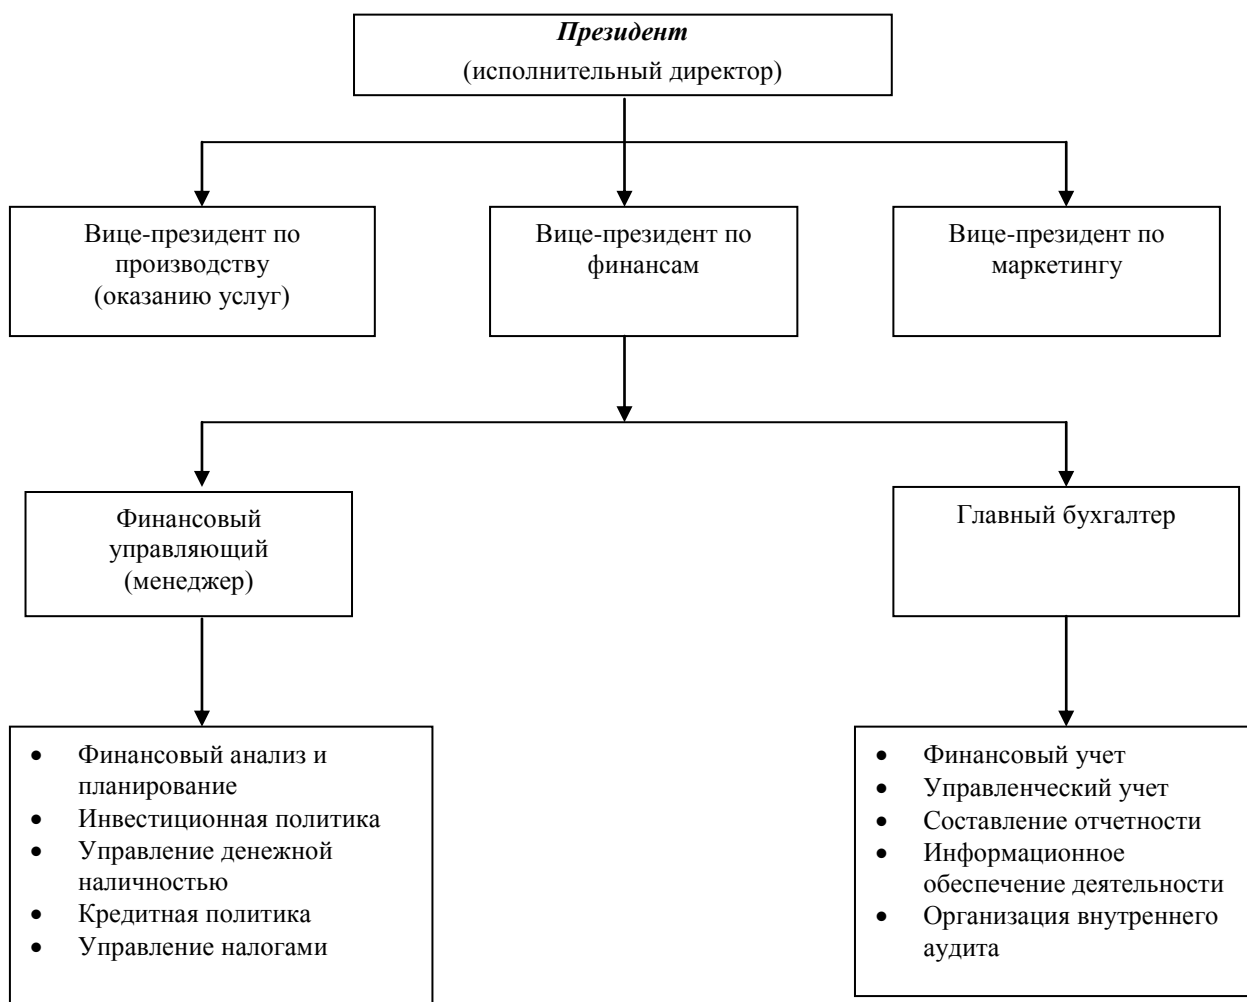 Президент
(исполнительный директор)
Вице-президент по
производству
(оказанию услуг)
Вице-президент по
финансам
Вице-президент по
маркетингу
Финансовый
управляющий
(менеджер)
Главный бухгалтер
• Финансовый анализ и
планирование
• Инвестиционная политика
• Управление денежной
наличностью
• Кредитная политика
• Управление налогами
• Финансовый учет
• Управленческий учет
• Составление отчетности
• Информационное
обеспечение деятельности
• Организация внутреннего
аудита